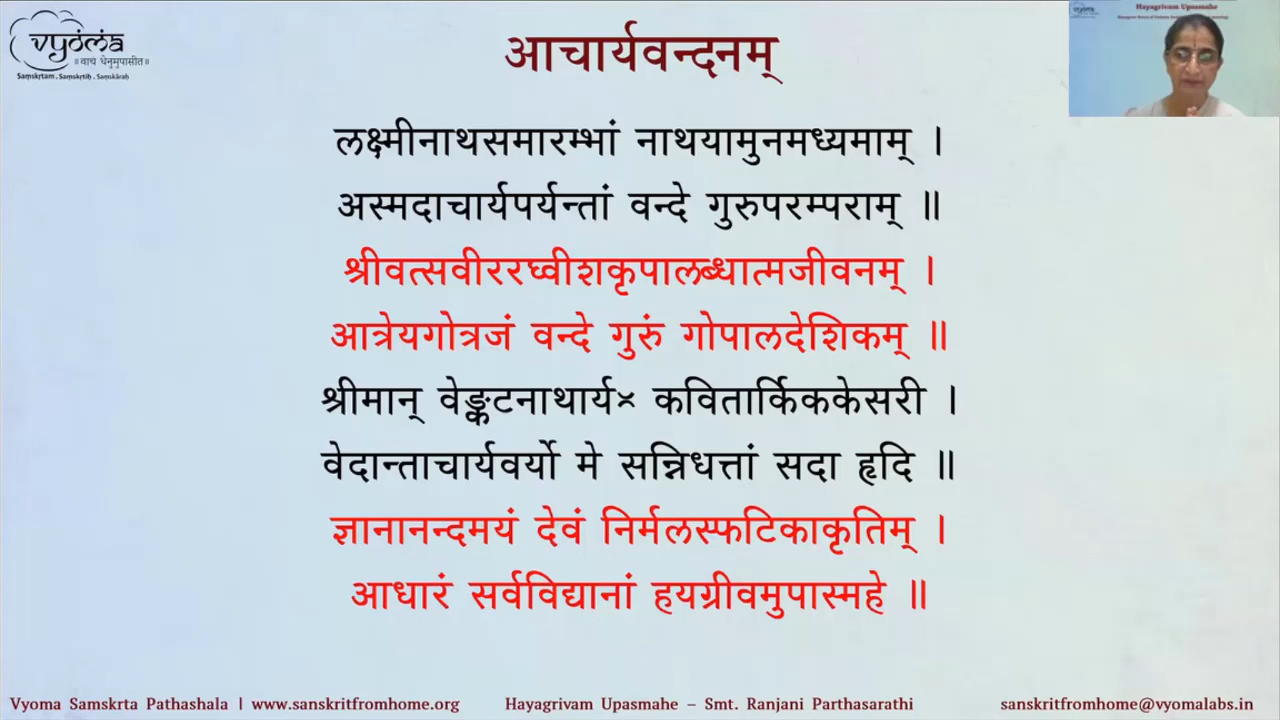 vyoma
॥वाचं धेनुमुपासीत॥
Saṃskṛtam . Saṃskṛtiḥ . Saṃskāraḥ
आचार्यवन्दनम्
Hayagrivam Upasmahe
लक्ष्मीनाथसमारम्भां नाथयामुनमध्यमाम् ।
अस्मदाचार्यपर्यन्तां वन्दे गुरुपरम्पराम् ॥
श्रीवत्सवीररघ्वीशकृपालब्धात्मजीवनम् ।
आत्रेयगोत्रजं वन्दे गुरुं गोपालदेशिकम् ॥
श्रीमान् वेङ्कटनाथार्य× कवितार्किककेसरी ।
वेदान्ताचार्यवर्यो मे सन्निधत्तां सदा हृदि ॥
ज्ञानानन्दमयं देवं निर्मलस्फटिकाकृतिम् ।
आधारं सर्वविद्यानां हयग्रीवमुपास्महे ॥
Vyoma Samskrta Pathashala | www.sanskritfromhome.org
Hayagrivam Upasmahe – Smt. Ranjani Parthasarathi
sanskritfromhome@vyomalabs.in